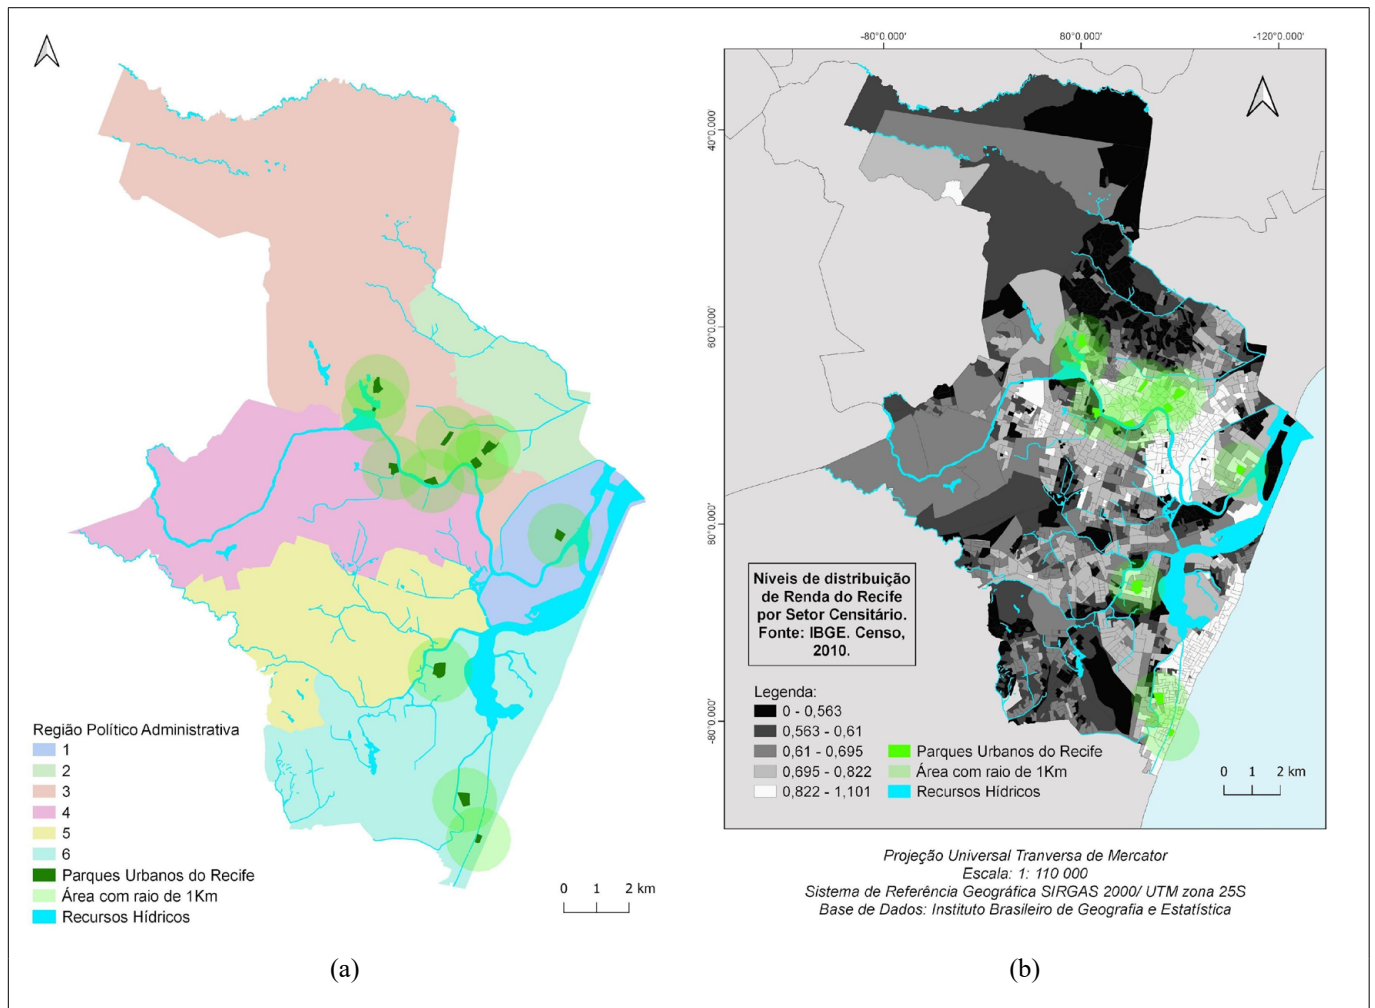 Região Político Administrativa
1
2
3
4
5
6
Parques Urbanos do Recife
Área com raio de 1Km
Recursos Hídricos
0 1 2 km
(a)
-80°0.000' 80°0.000' -120°0.000'
40°0.000'
60°0.000'
80°0.000'
-80°0.000'
Níveis de distribuição
de Renda do Recife
por Setor Censitário.
Fonte: IBGE. Censo,
2010.
Legenda:
0 - 0,563
0,563 - 0,61
0,61 - 0,695
0,695 - 0,822
0,822 - 1,101
Parques Urbanos do Recife
Área com raio de 1Km
Recursos Hídricos
0 1 2 km
Projeção Universal Tranversa de Mercator
Escala: 1: 110 000
Sistema de Referência Geográfica SIRGAS 2000/ UTM zona 25S
Base de Dados: Instituto Brasileiro de Geografia e Estatística
(b)